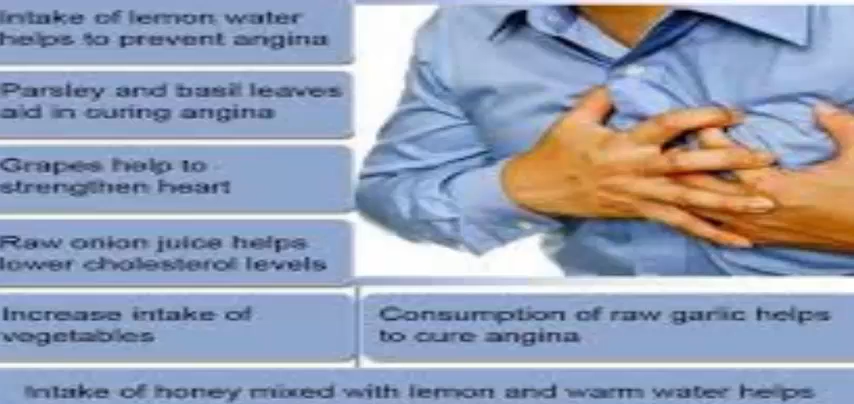 Intake of lemon water
helps to prevent angina
Parsley and basil leaves
aid in curing angina
Grapes help to
strengthen heart
Raw onion juice helps
lower cholesterol levels
Increase intake of
vegetables
Consumption of raw garlic helps
to cure angina
Intake of honey mixed with lemon and warm water helps